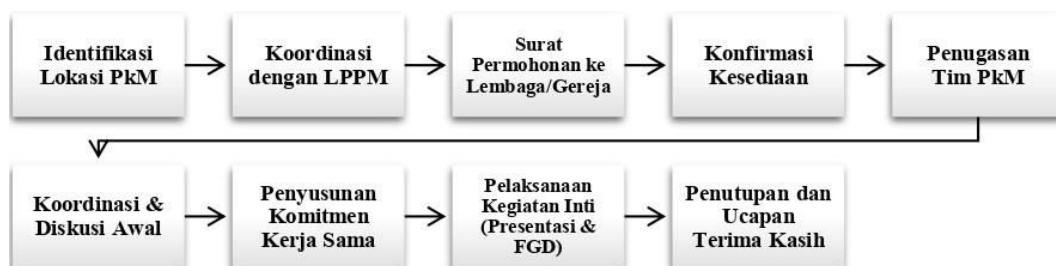 Identifikasi
Lokasi PkM
Koordinasi
dengan LPPM
Surat
Permohonan ke
Lembaga/Gereja
Konfirmasi
Kesediaan
Penugasan
Tim PkM
Koordinasi &
Diskusi Awal
Penyusunan
Komitmen
Kerja Sama
Pelaksanaan
Kegiatan Inti
(Presentasi &
FGD)
Penutupan dan
Ucapan
Terima Kasih